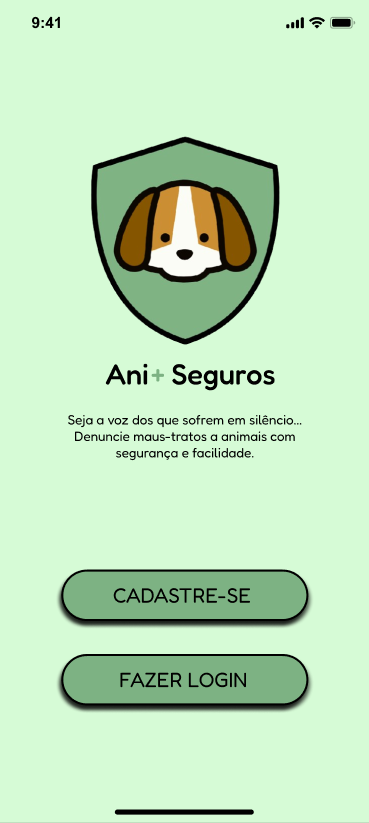 9:41
Ani+ Seguros
Seja a voz dos que sofrem em silêncio...
Denuncie maus-tratos a animais com
segurança e facilidade.
CADASTRE-SE
FAZER LOGIN